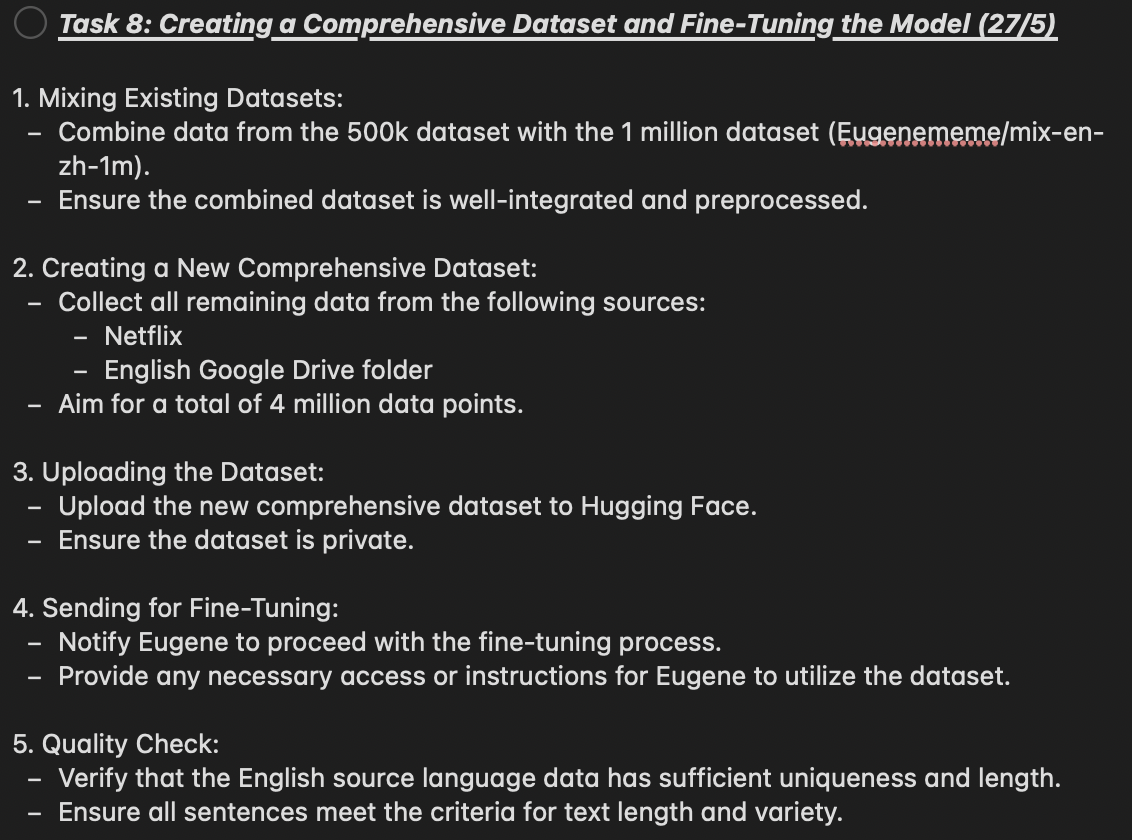 Task 8: Creating a Comprehensive Dataset and Fine-Tuning the Model (27/5)
1. Mixing Existing Datasets:
– Combine data from the 500k dataset with the 1 million dataset (Eugenememe/mix-en-
zh-1m).
– Ensure the combined dataset is well-integrated and preprocessed.
2. Creating a New Comprehensive Dataset:
– Collect all remaining data from the following sources:
– Netflix
– English Google Drive folder
– Aim for a total of 4 million data points.
3. Uploading the Dataset:
– Upload the new comprehensive dataset to Hugging Face.
– Ensure the dataset is private.
4. Sending for Fine-Tuning:
– Notify Eugene to proceed with the fine-tuning process.
– Provide any necessary access or instructions for Eugene to utilize the dataset.
5. Quality Check:
– Verify that the English source language data has sufficient uniqueness and length.
– Ensure all sentences meet the criteria for text length and variety.